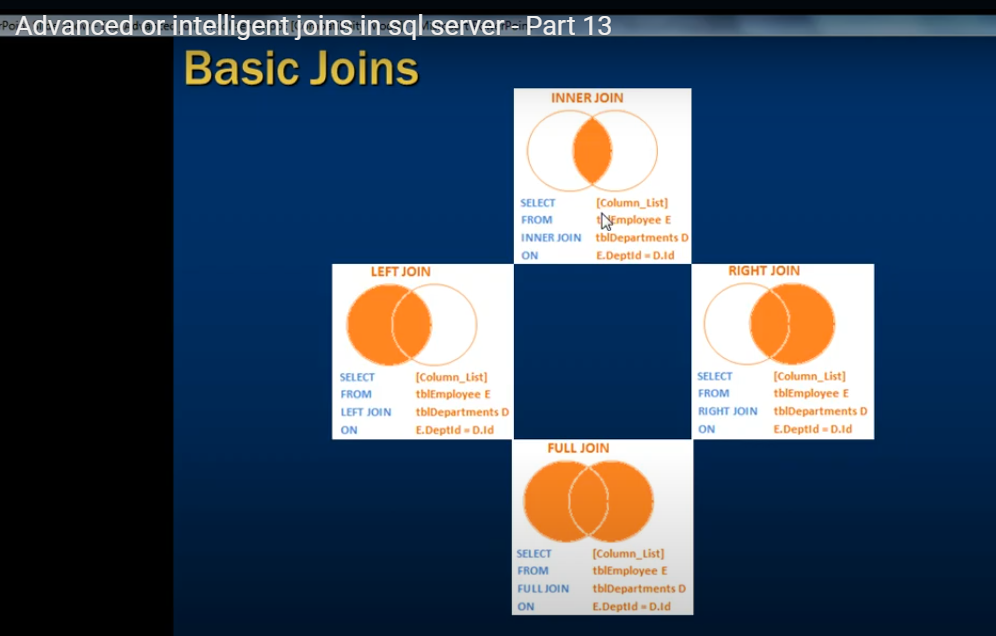 Advanced or intelligent joins in sql server - Part 13
Basic Joins
INNER JOIN
SELECT [Column_List]
FROM tblEmployee E
INNER JOIN tblDepartments D
ON E.DeptId = D.Id
LEFT JOIN
SELECT [Column_List]
FROM tblEmployee E
LEFT JOIN tblDepartments D
ON E.DeptId = D.Id
RIGHT JOIN
SELECT [Column_List]
FROM tblEmployee E
RIGHT JOIN tblDepartments D
ON E.DeptId = D.Id
FULL JOIN
SELECT [Column_List]
FROM tblEmployee E
FULL JOIN tblDepartments D
ON E.DeptId = D.Id